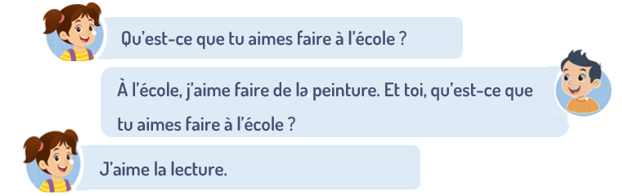 Qu'est-ce que tu aimes faire à l'école ?
À l'école, j'aime faire de la peinture. Et toi, qu'est-ce que
tu aimes faire à l'école ?
J'aime la lecture.